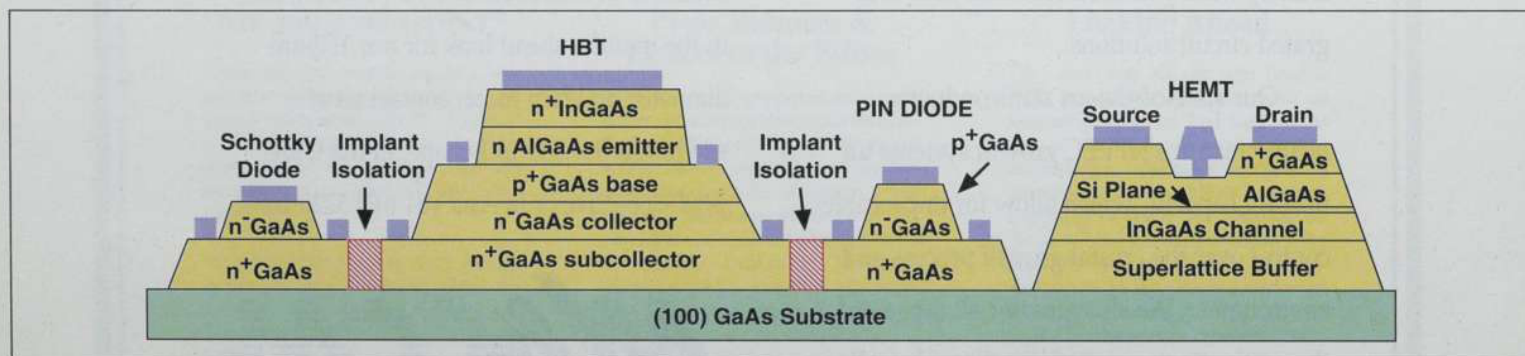 HBT
n⁺InGaAs
n AlGaAs emitter
p⁺GaAs base
n⁻GaAs collector
n⁺GaAs subcollector
Schottky
Diode
n⁻GaAs
n⁺GaAs
Implant
Isolation
Implant
Isolation
PIN DIODE
p⁺GaAs
n⁻GaAs
n⁺GaAs
HEMT
Source
Drain
n⁺GaAs
Si Plane
AlGaAs
InGaAs Channel
Superlattice Buffer
(100) GaAs Substrate